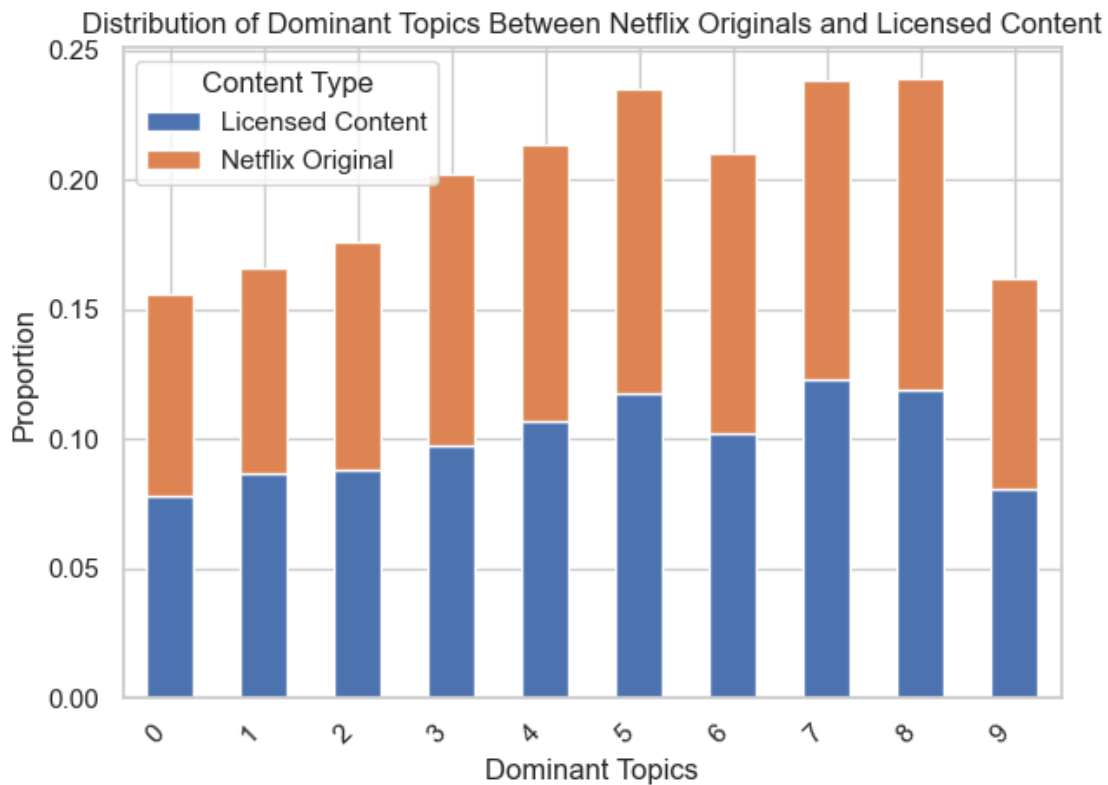 Distribution of Dominant Topics Between Netflix Originals and Licensed Content
Content Type
Licensed Content
Netflix Original
0.25
0.20
0.15
0.10
0.05
0.00
Proportion
0 1 2 3 4 5 6 7 8 9
Dominant Topics